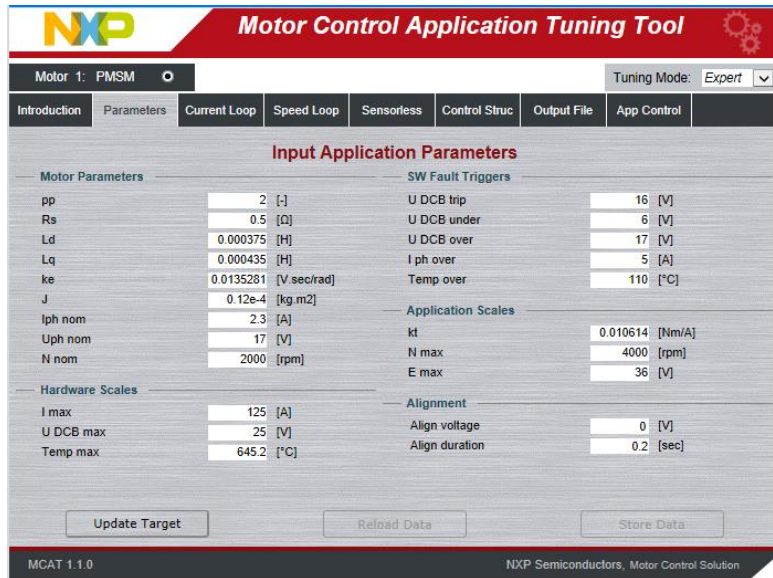 NXP
Motor Control Application Tuning Tool
Motor 1: PMSM
Tuning Mode: Expert
Introduction Parameters Current Loop Speed Loop Sensorless Control Struc Output File App Control
Input Application Parameters
Motor Parameters
pp 2 [-]
Rs 0.5 [Ω]
Ld 0.000375 [H]
Lq 0.000435 [H]
ke 0.0135281 [V.sec/rad]
J 0.12e-4 [kg.m2]
Iph nom 2.3 [A]
Uph nom 17 [V]
N nom 2000 [rpm]
Hardware Scales
I max 125 [A]
U DCB max 25 [V]
Temp max 645.2 [°C]
SW Fault Triggers
U DCB trip 16 [V]
U DCB under 6 [V]
U DCB over 17 [V]
I ph over 5 [A]
Temp over 110 [°C]
Application Scales
kt 0.010614 [Nm/A]
N max 4000 [rpm]
E max 36 [V]
Alignment
Align voltage 0 [V]
Align duration 0.2 [sec]
Update Target Reload Data Store Data
MCAT 1.1.0
NXP Semiconductors, Motor Control Solution